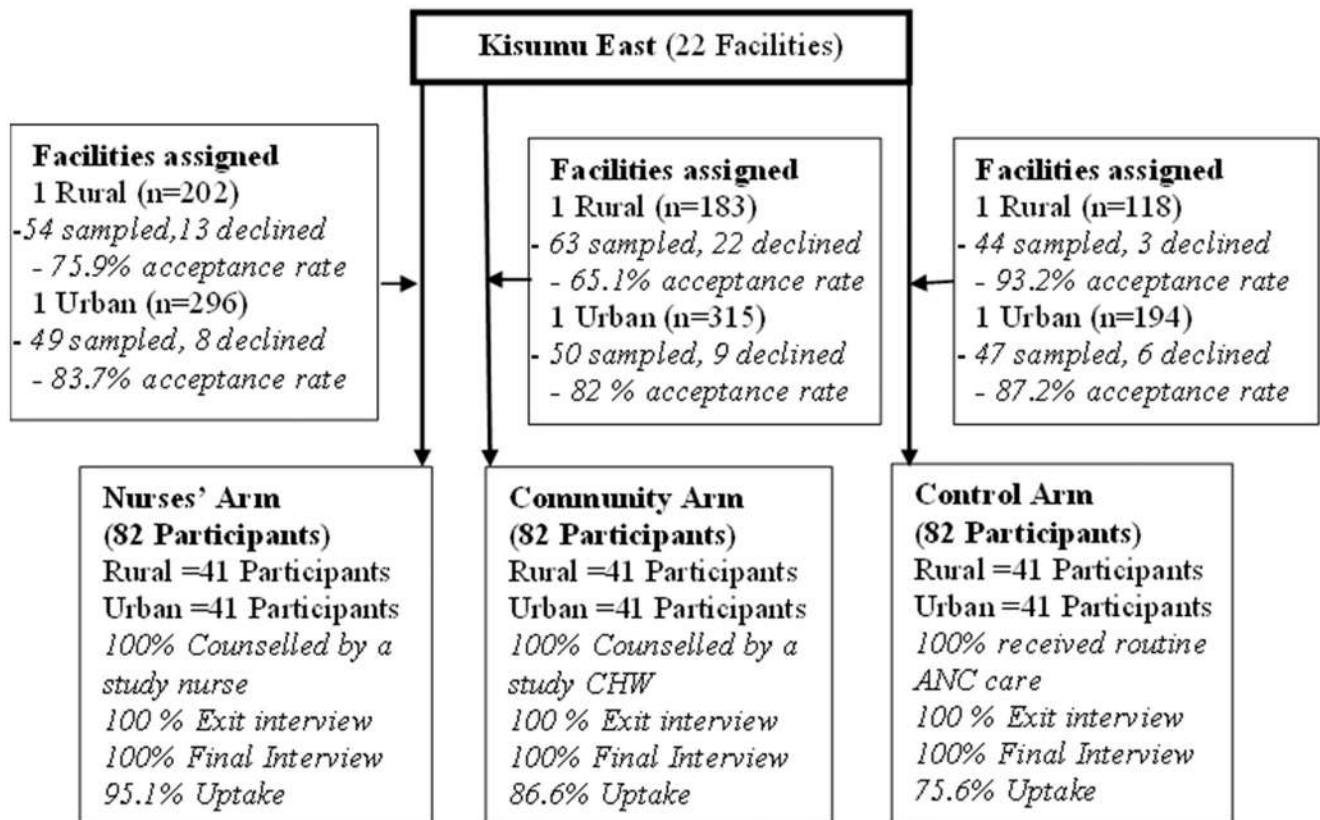 Kisumu East (22 Facilities)
Facilities assigned
1 Rural (n=202)
-54 sampled,13 declined
- 75.9% acceptance rate
1 Urban (n=296)
- 49 sampled, 8 declined
- 83.7% acceptance rate
Facilities assigned
1 Rural (n=183)
- 63 sampled, 22 declined
- 65.1% acceptance rate
1 Urban (n=315)
- 50 sampled, 9 declined
- 82 % acceptance rate
Facilities assigned
1 Rural (n=118)
- 44 sampled, 3 declined
- 93.2% acceptance rate
1 Urban (n=194)
- 47 sampled, 6 declined
- 87.2% acceptance rate
Nurses’ Arm
(82 Participants)
Rural =41 Participants
Urban =41 Participants
100% Counselled by a
study nurse
100 % Exit interview
100% Final Interview
95.1% Uptake
Community Arm
(82 Participants)
Rural =41 Participants
Urban =41 Participants
100% Counselled by a
study CHW
100 % Exit interview
100% Final Interview
86.6% Uptake
Control Arm
(82 Participants)
Rural =41 Participants
Urban =41 Participants
100% received routine
ANC care
100 % Exit interview
100% Final Interview
75.6% Uptake